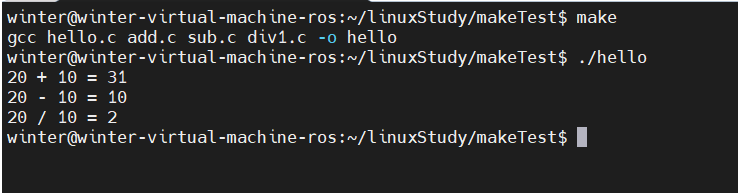 winter@winter-virtual-machine-ros:~/linuxStudy/makeTest$ make
gcc hello.c add.c sub.c div1.c -o hello
winter@winter-virtual-machine-ros:~/linuxStudy/makeTest$ ./hello
20 + 10 = 31
20 - 10 = 10
20 / 10 = 2
winter@winter-virtual-machine-ros:~/linuxStudy/makeTest$